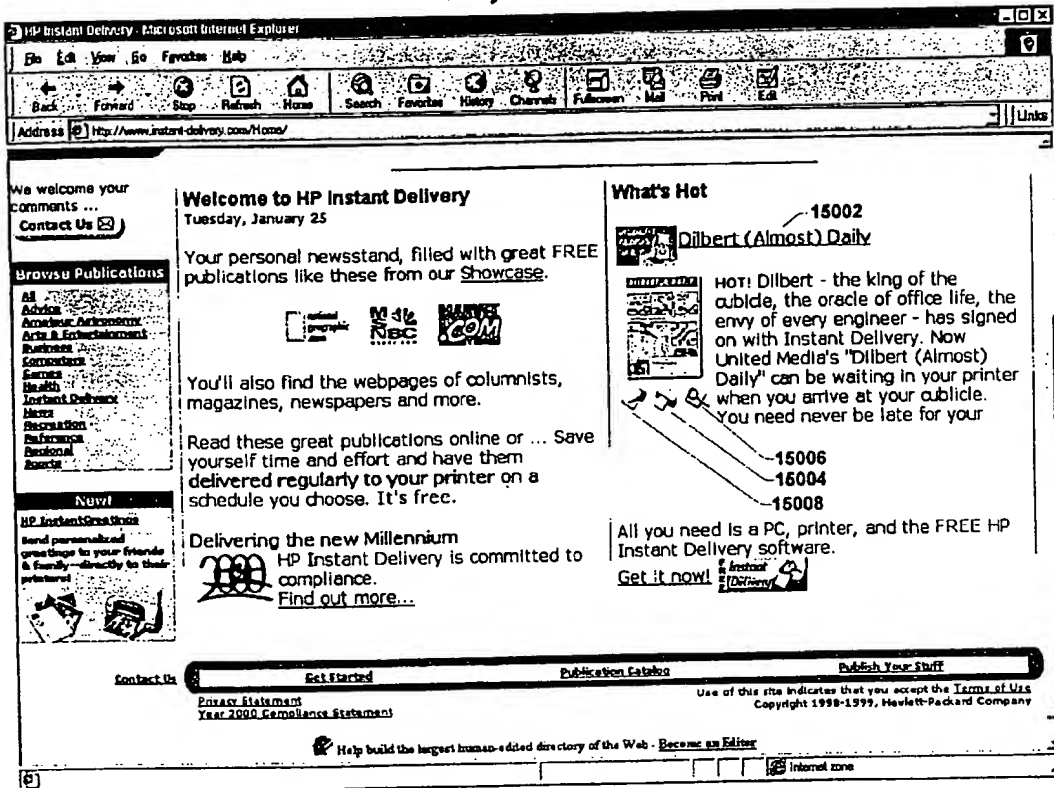 HP Instant Delivery - Microsoft Internet Explorer
File Edit View Go Favorites Help
Back Forward Stop Refresh Home Search Favorites History Channels Fullscreen Mail Print Edit
Address http://www.instant-delivery.com/Home/ Links
We welcome your
comments ...
Contact Us
Browse Publications
All
Advice
Amateur Astronomy
Arts & Entertainment
Business
Computers
Games
Health
Instant Delivery
News
Recreation
Reference
Regional
Sports
New!
HP InstantGreetings
Send personalized
greetings to your friends
& family--directly to their
printers!
Welcome to HP Instant Delivery
Tuesday, January 25
Your personal newsstand, filled with great FREE
publications like these from our Showcase.
national
geographic
MARVEL
.COM
You'll also find the webpages of columnists,
magazines, newspapers and more.
Read these great publications online or ... Save
yourself time and effort and have them
delivered regularly to your printer on a
schedule you choose. It's free.
Delivering the new Millennium
HP Instant Delivery is committed to
compliance.
Find out more...
What's Hot
15002
Dilbert (Almost) Daily
HOT! Dilbert - the king of the
cubicle, the oracle of office life, the
envy of every engineer - has signed
on with Instant Delivery. Now
United Media's "Dilbert (Almost)
Daily" can be waiting in your printer
when you arrive at your cubicle.
You need never be late for your
15006
15004
15008
All you need is a PC, printer, and the FREE HP
Instant Delivery software.
Get it now! Instant
Delivery
Contact Us Get Started Publication Catalog Publish Your Stuff
Privacy Statement
Year 2000 Compliance Statement
Use of this site indicates that you accept the Terms of Use
Copyright 1998-1999, Hewlett-Packard Company
Help build the largest human-edited directory of the Web - Become an Editor
Internet zone